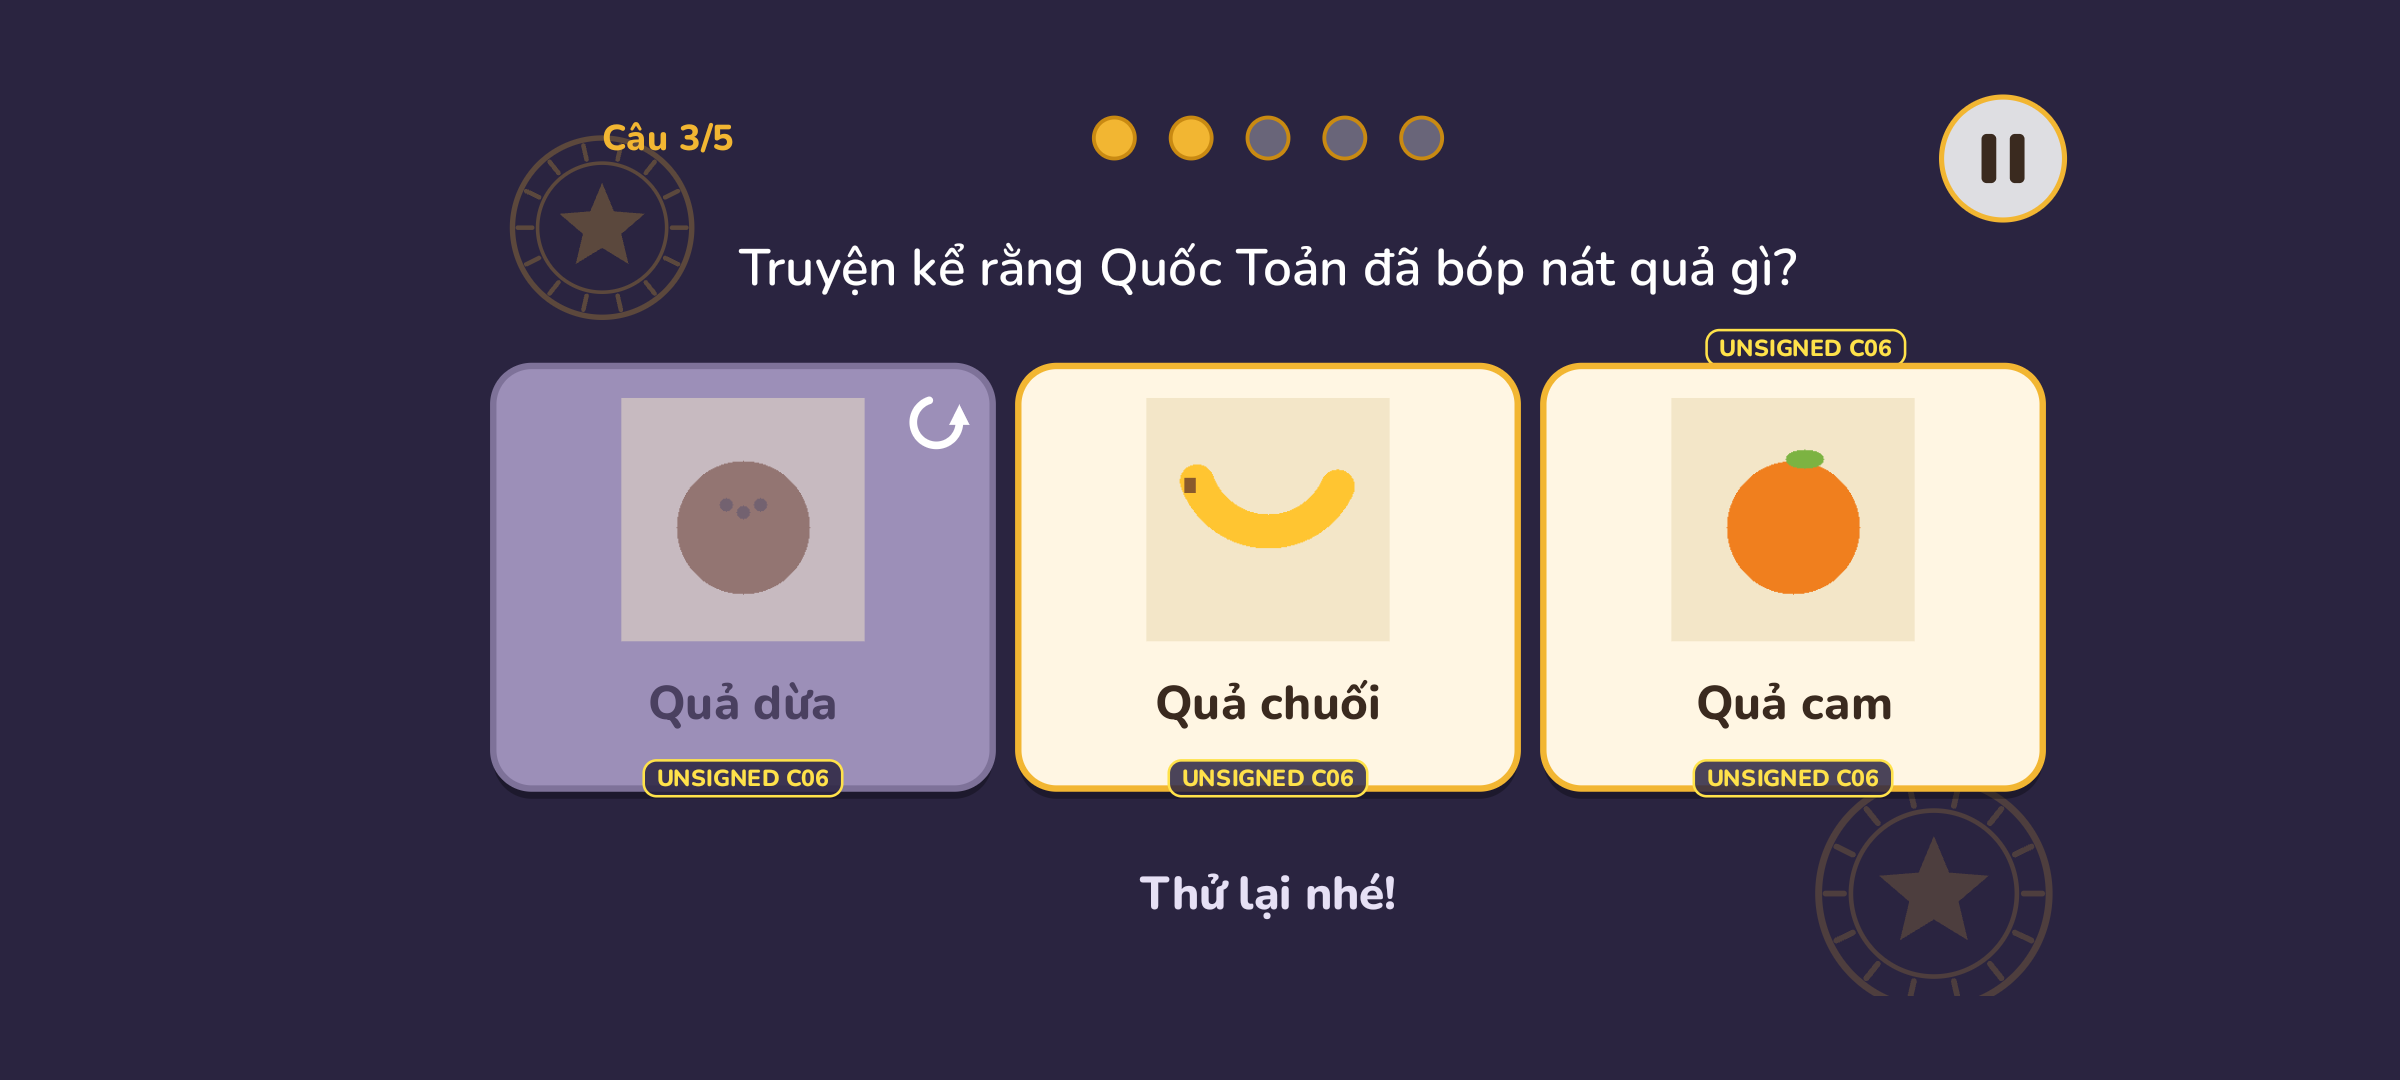 Câu 3/5
Truyện kể rằng Quốc Toản đã bóp nát quả gì?
UNSIGNED C06
Quả dừa
Quả chuối
Quả cam
UNSIGNED C06
UNSIGNED C06
UNSIGNED C06
Thử lại nhé!